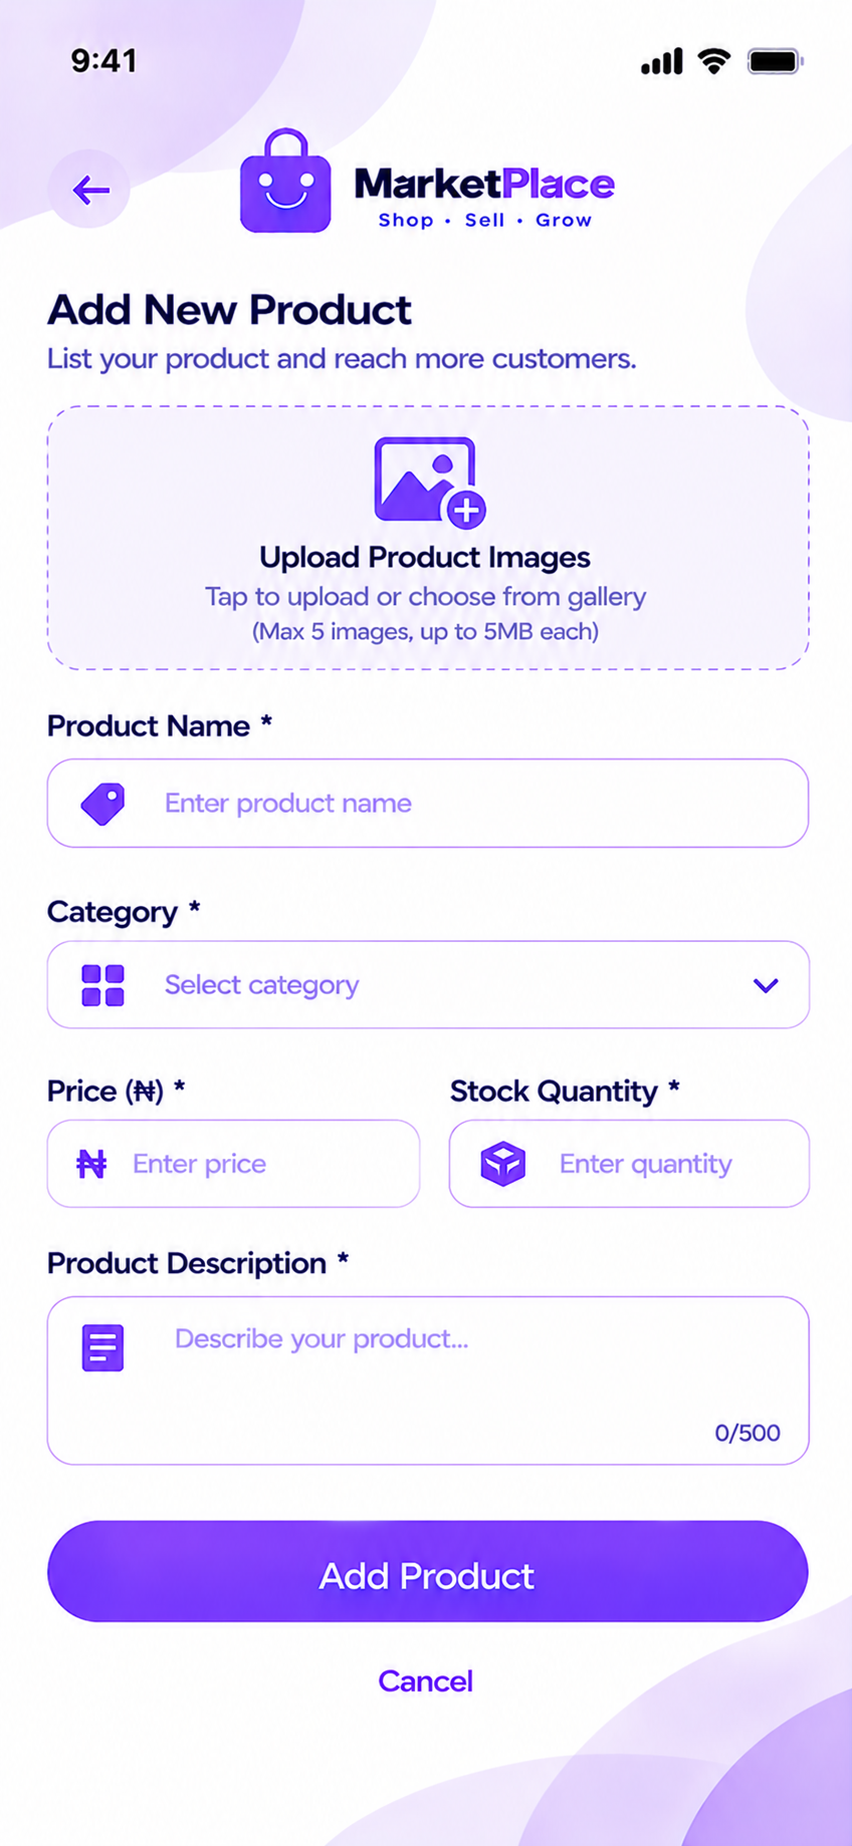 9:41
MarketPlace
Shop • Sell • Grow
Add New Product
List your product and reach more customers.
Upload Product Images
Tap to upload or choose from gallery
(Max 5 images, up to 5MB each)
Product Name *
Enter product name
Category *
Select category
Price (₦) *
Stock Quantity *
₦ Enter price
Enter quantity
Product Description *
Describe your product...
0/500
Add Product
Cancel